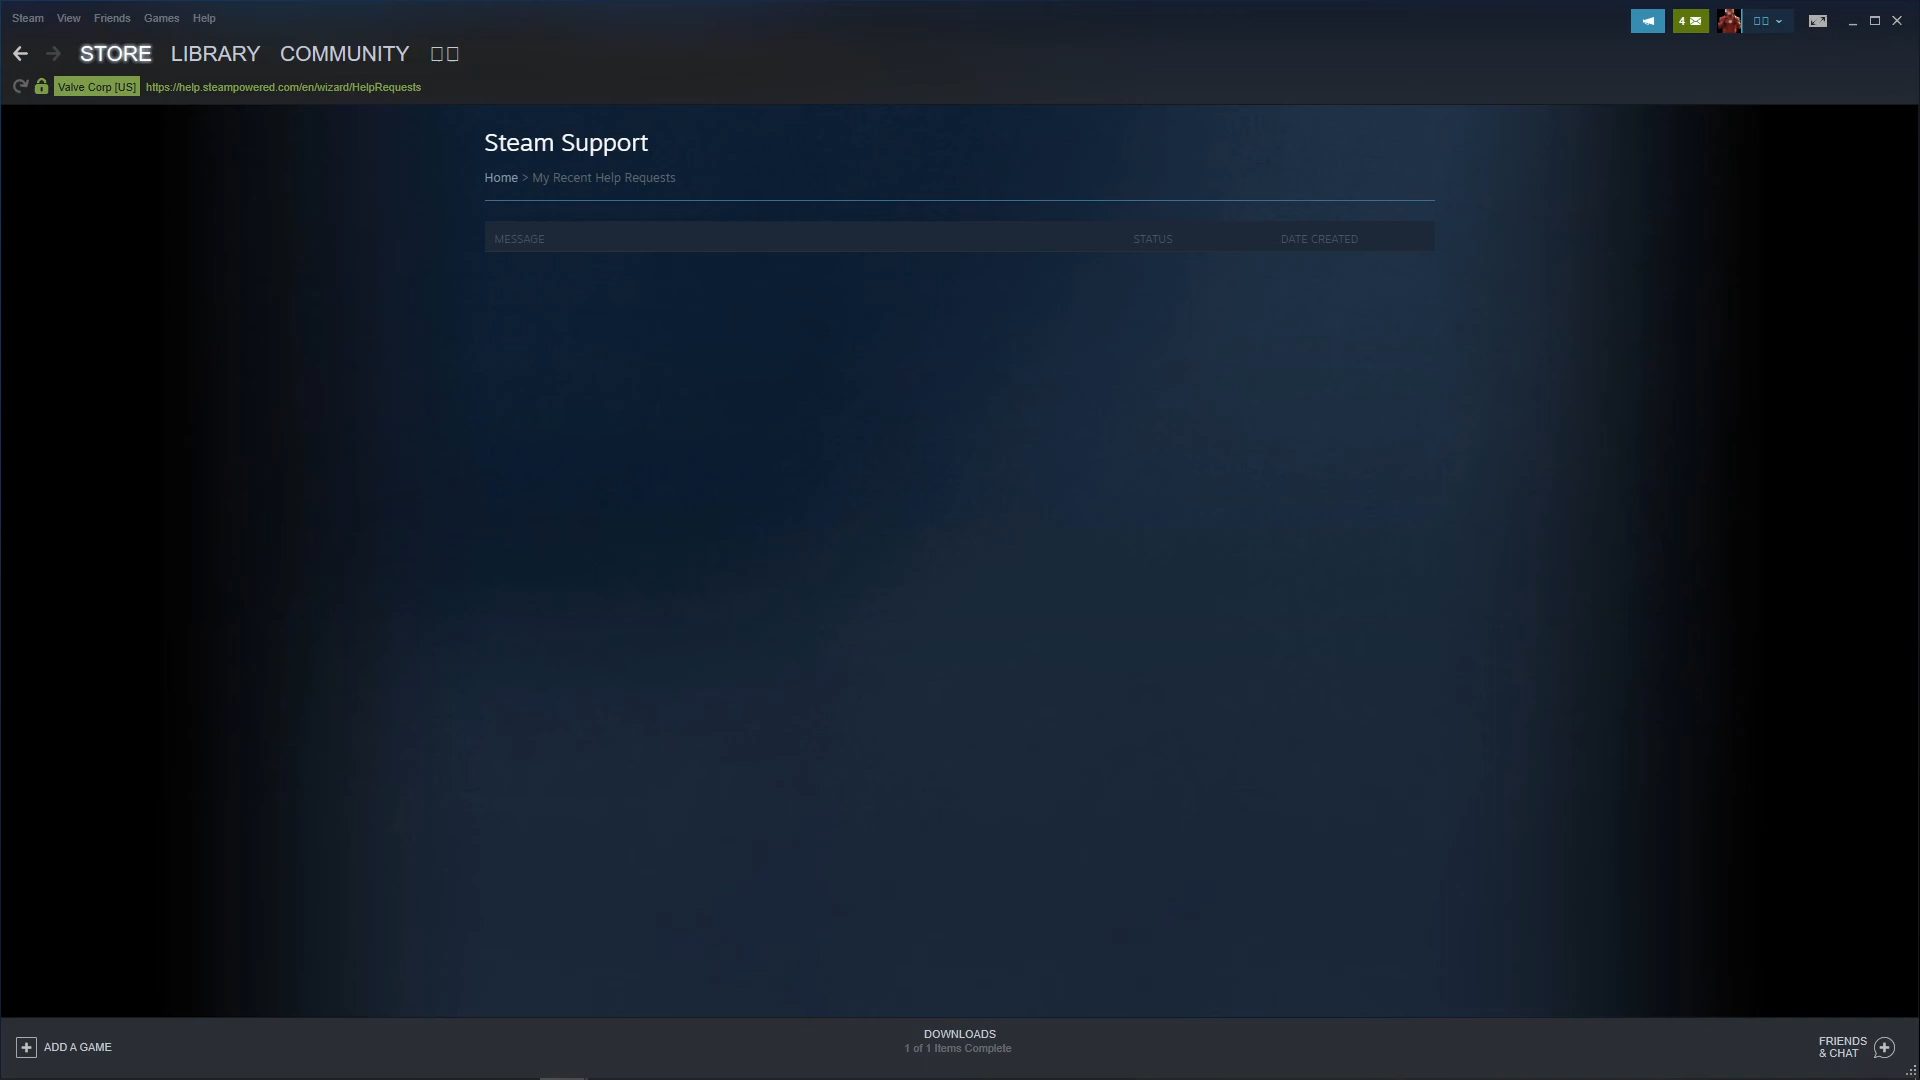 Steam View Friends Games Help
4
STORE LIBRARY COMMUNITY
Valve Corp [US] https://help.steampowered.com/en/wizard/HelpRequests
Steam Support
Home > My Recent Help Requests
MESSAGE STATUS DATE CREATED
ADD A GAME
DOWNLOADS
1 of 1 Items Complete
FRIENDS
& CHAT